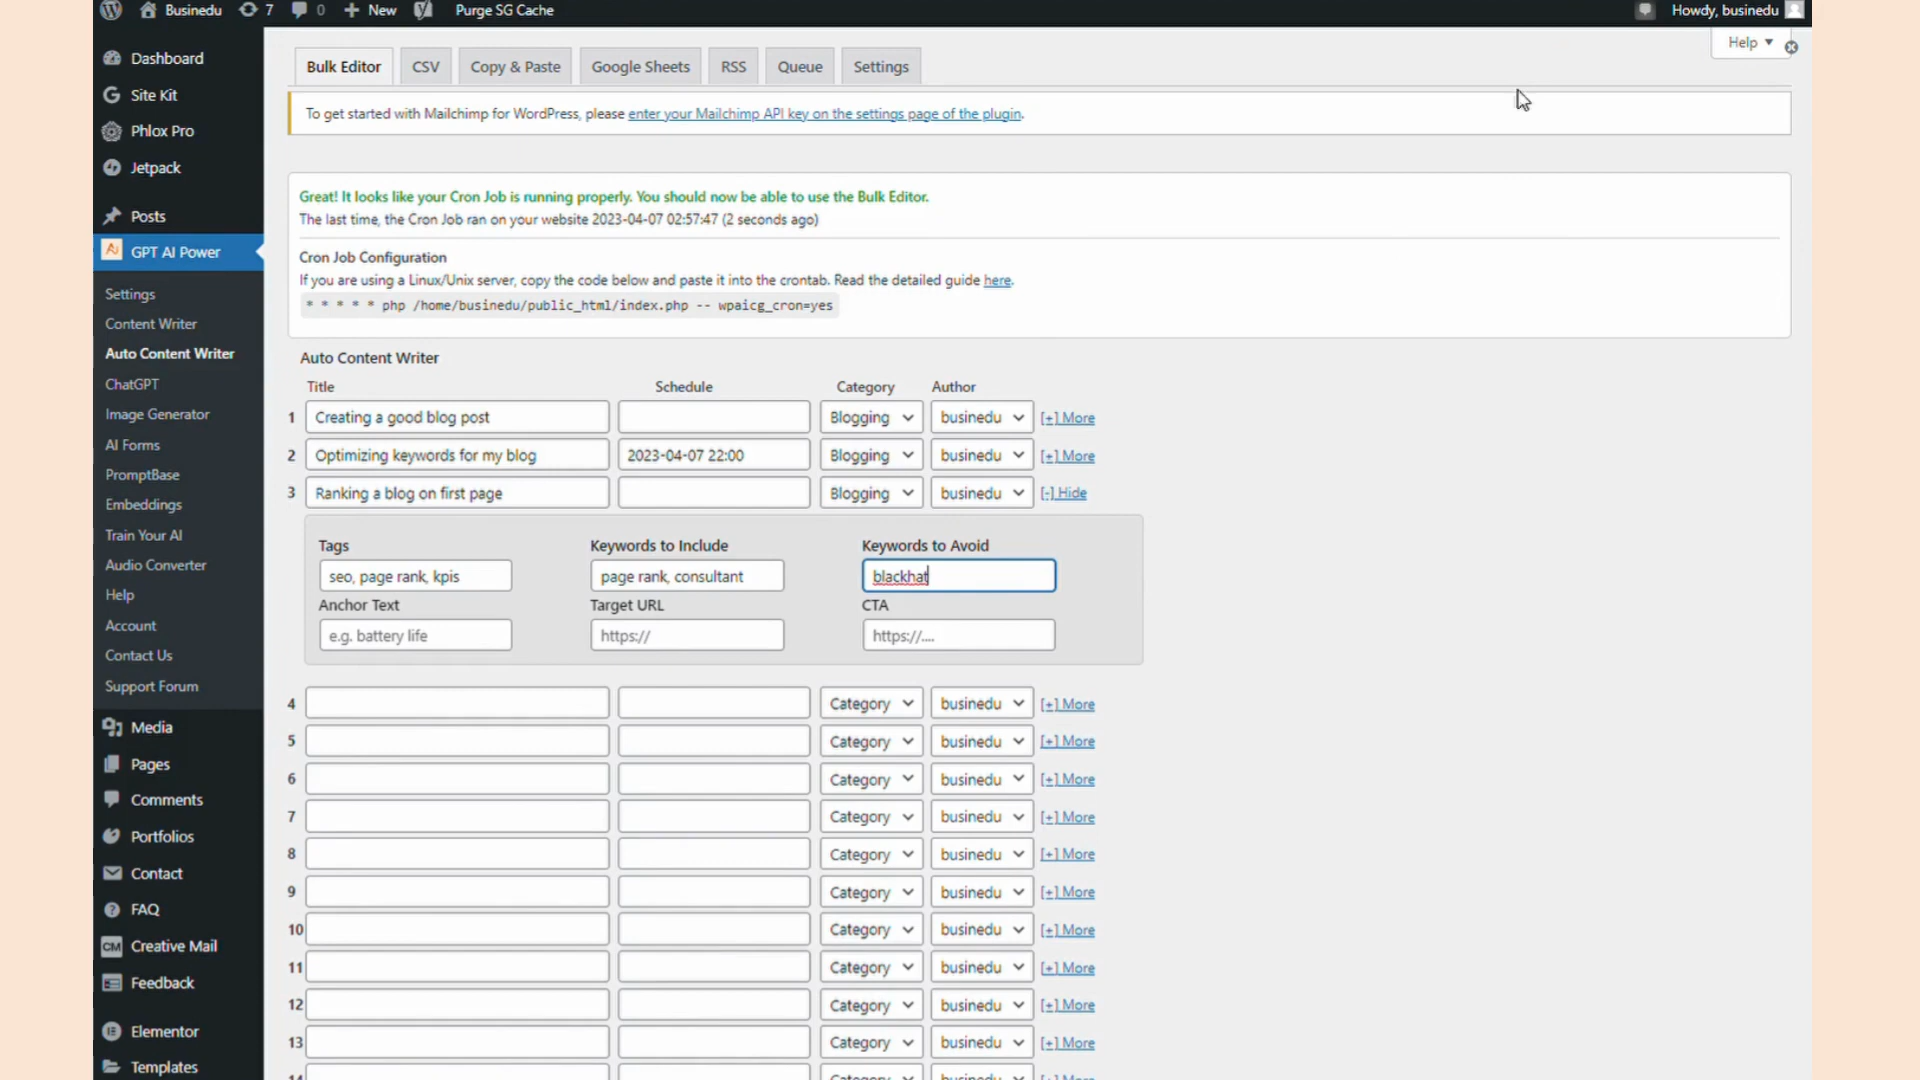 Businedu 7 0 New Purge SG Cache Howdy, businedu
Dashboard
Site Kit
Phlox Pro
Jetpack
Posts
GPT AI Power
Settings
Content Writer
Auto Content Writer
ChatGPT
Image Generator
AI Forms
PromptBase
Embeddings
Train Your AI
Audio Converter
Help
Account
Contact Us
Support Forum
Media
Pages
Comments
Portfolios
Contact
FAQ
CM Creative Mail
Feedback
Elementor
Templates
Help
Bulk Editor CSV Copy & Paste Google Sheets RSS Queue Settings
To get started with Mailchimp for WordPress, please enter your Mailchimp API key on the settings page of the plugin.
Great! It looks like your Cron Job is running properly. You should now be able to use the Bulk Editor.
The last time, the Cron Job ran on your website 2023-04-07 02:57:47 (2 seconds ago)
Cron Job Configuration
If you are using a Linux/Unix server, copy the code below and paste it into the crontab. Read the detailed guide here.
* * * * * php /home/businedu/public_html/index.php -- wpaicg_cron=yes
Auto Content Writer
Title Schedule Category Author
1 Creating a good blog post Blogging businedu [+] More
2 Optimizing keywords for my blog 2023-04-07 22:00 Blogging businedu [+] More
3 Ranking a blog on first page Blogging businedu [-] Hide
Tags Keywords to Include Keywords to Avoid
seo, page rank, kpis page rank, consultant blackhat
Anchor Text Target URL CTA
e.g. battery life https:// https://....
4 Category businedu [+] More
5 Category businedu [+] More
6 Category businedu [+] More
7 Category businedu [+] More
8 Category businedu [+] More
9 Category businedu [+] More
10 Category businedu [+] More
11 Category businedu [+] More
12 Category businedu [+] More
13 Category businedu [+] More
14 Category businedu [+] More